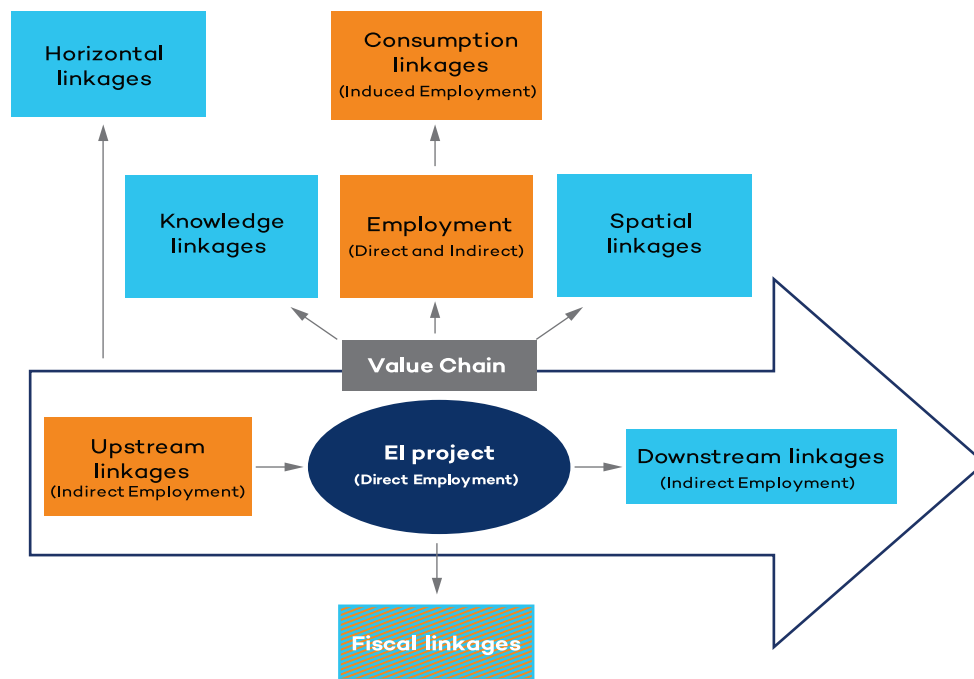 Horizontal
linkages
Consumption
linkages
(Induced Employment)
Knowledge
linkages
Employment
(Direct and Indirect)
Spatial
linkages
Value Chain
Upstream
linkages
(Indirect Employment)
EI project
(Direct Employment)
Downstream linkages
(Indirect Employment)
Fiscal linkages